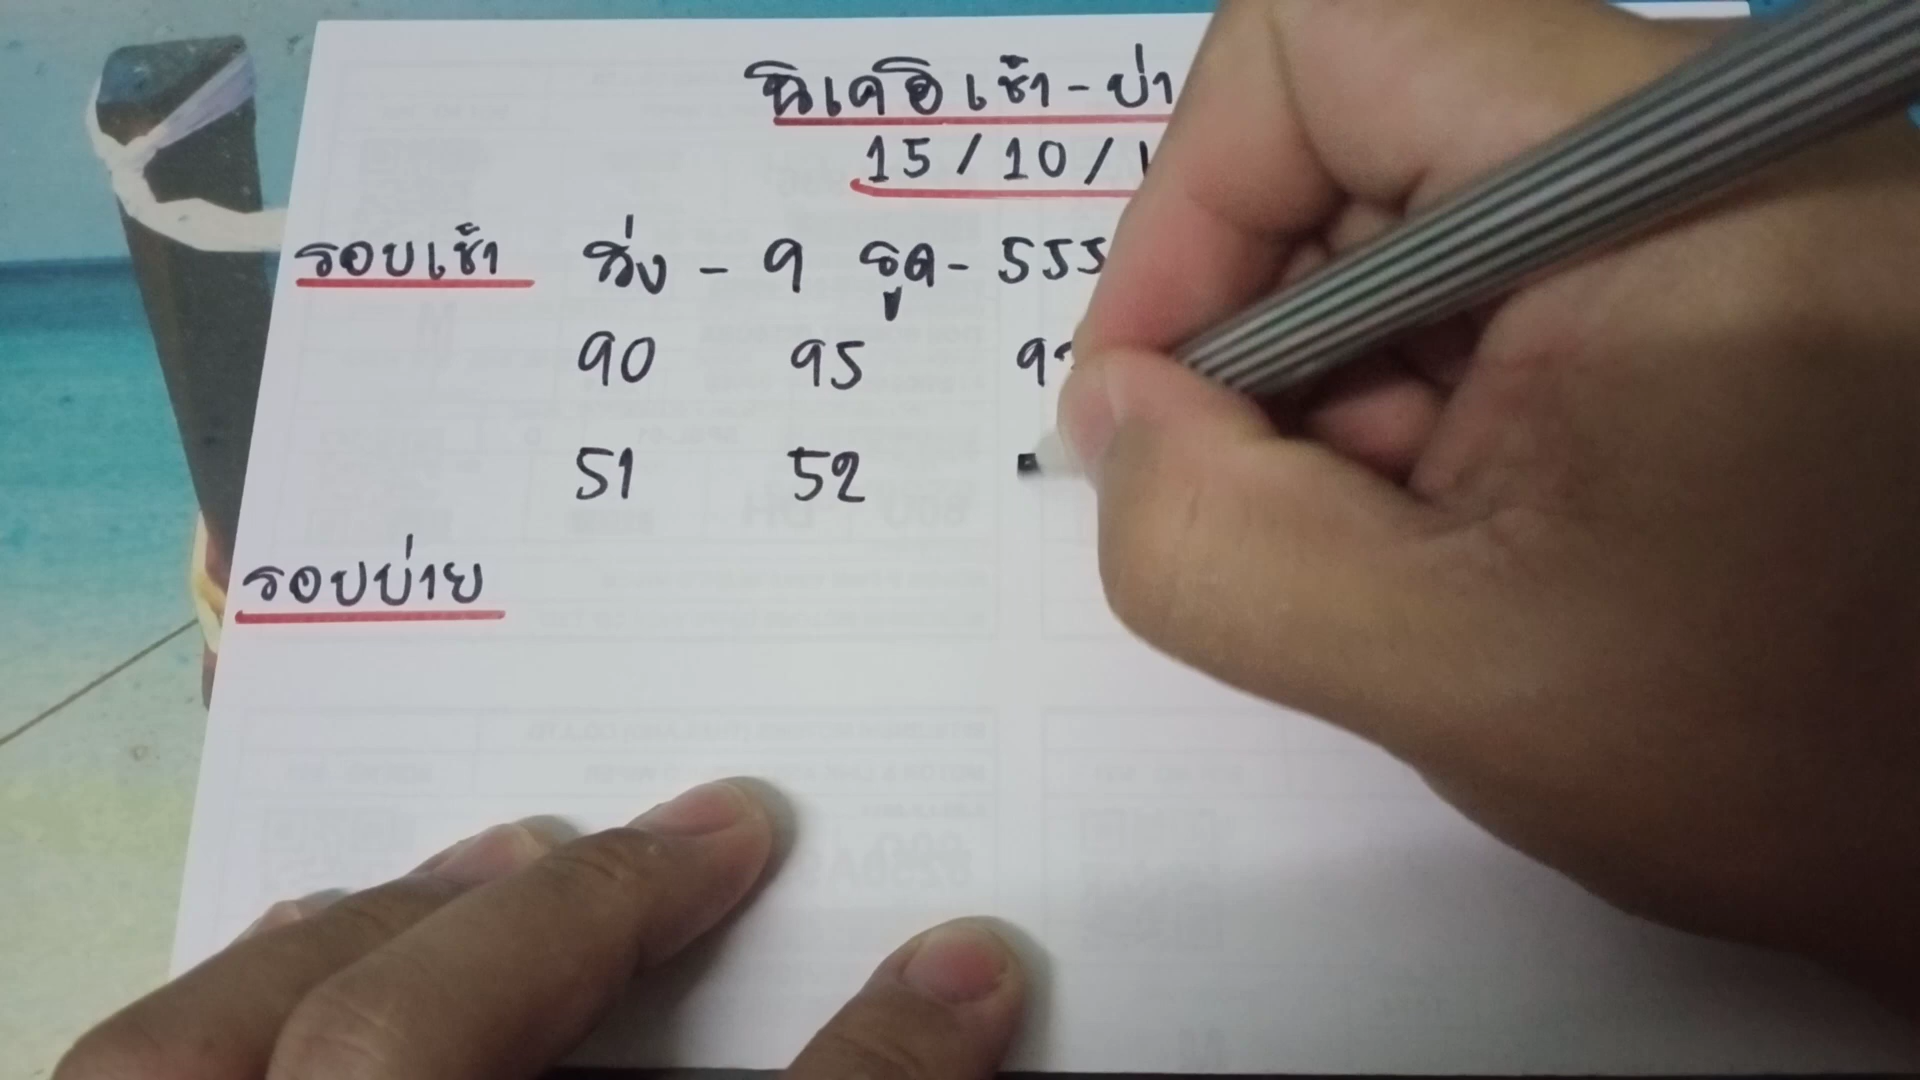 นิเคอิ เช้า - บ่า
15 / 10 /
รอบเช้า วิ่ง - 9 รูด - 555
90 95
51 52
รอบบ่าย